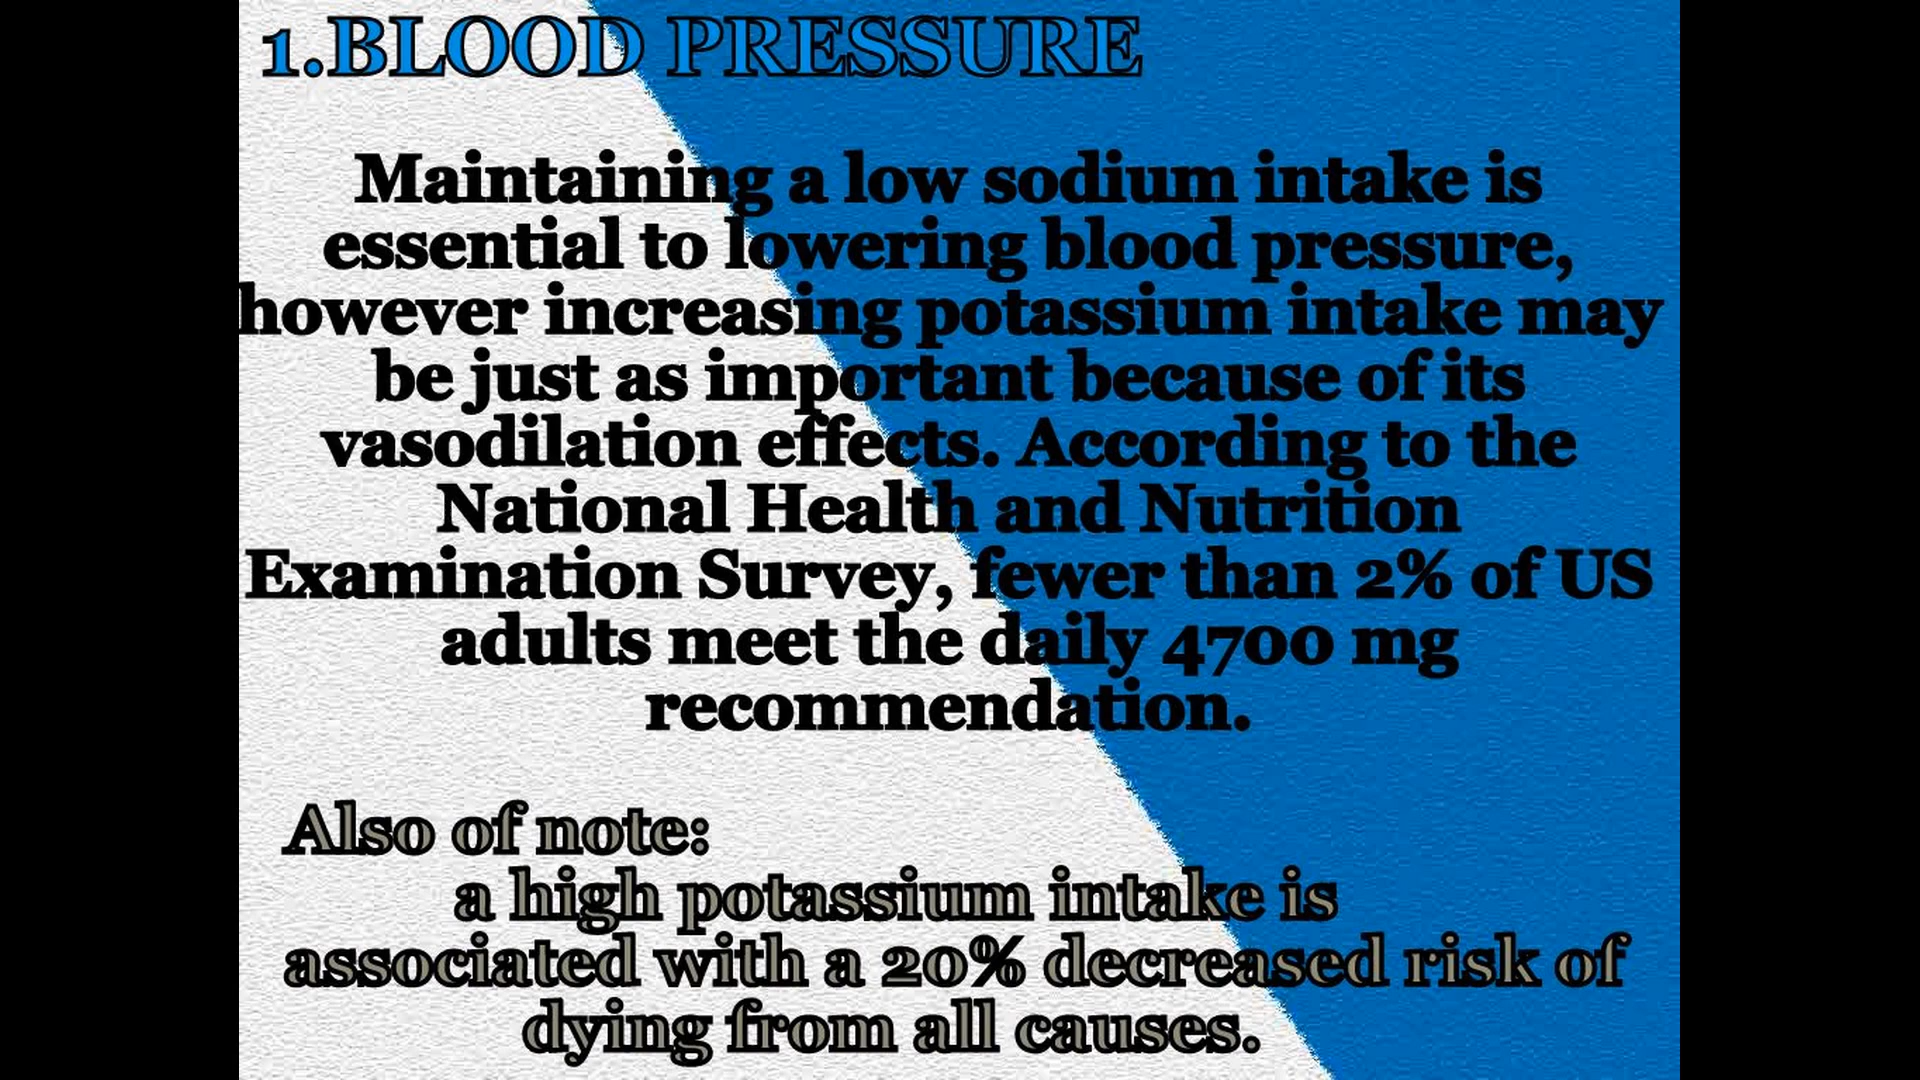 1.BLOOD PRESSURE
Maintaining a low sodium intake is
essential to lowering blood pressure,
however increasing potassium intake may
be just as important because of its
vasodilation effects. According to the
National Health and Nutrition
Examination Survey, fewer than 2% of US
adults meet the daily 4700 mg
recommendation.
Also of note:
a high potassium intake is
associated with a 20% decreased risk of
dying from all causes.